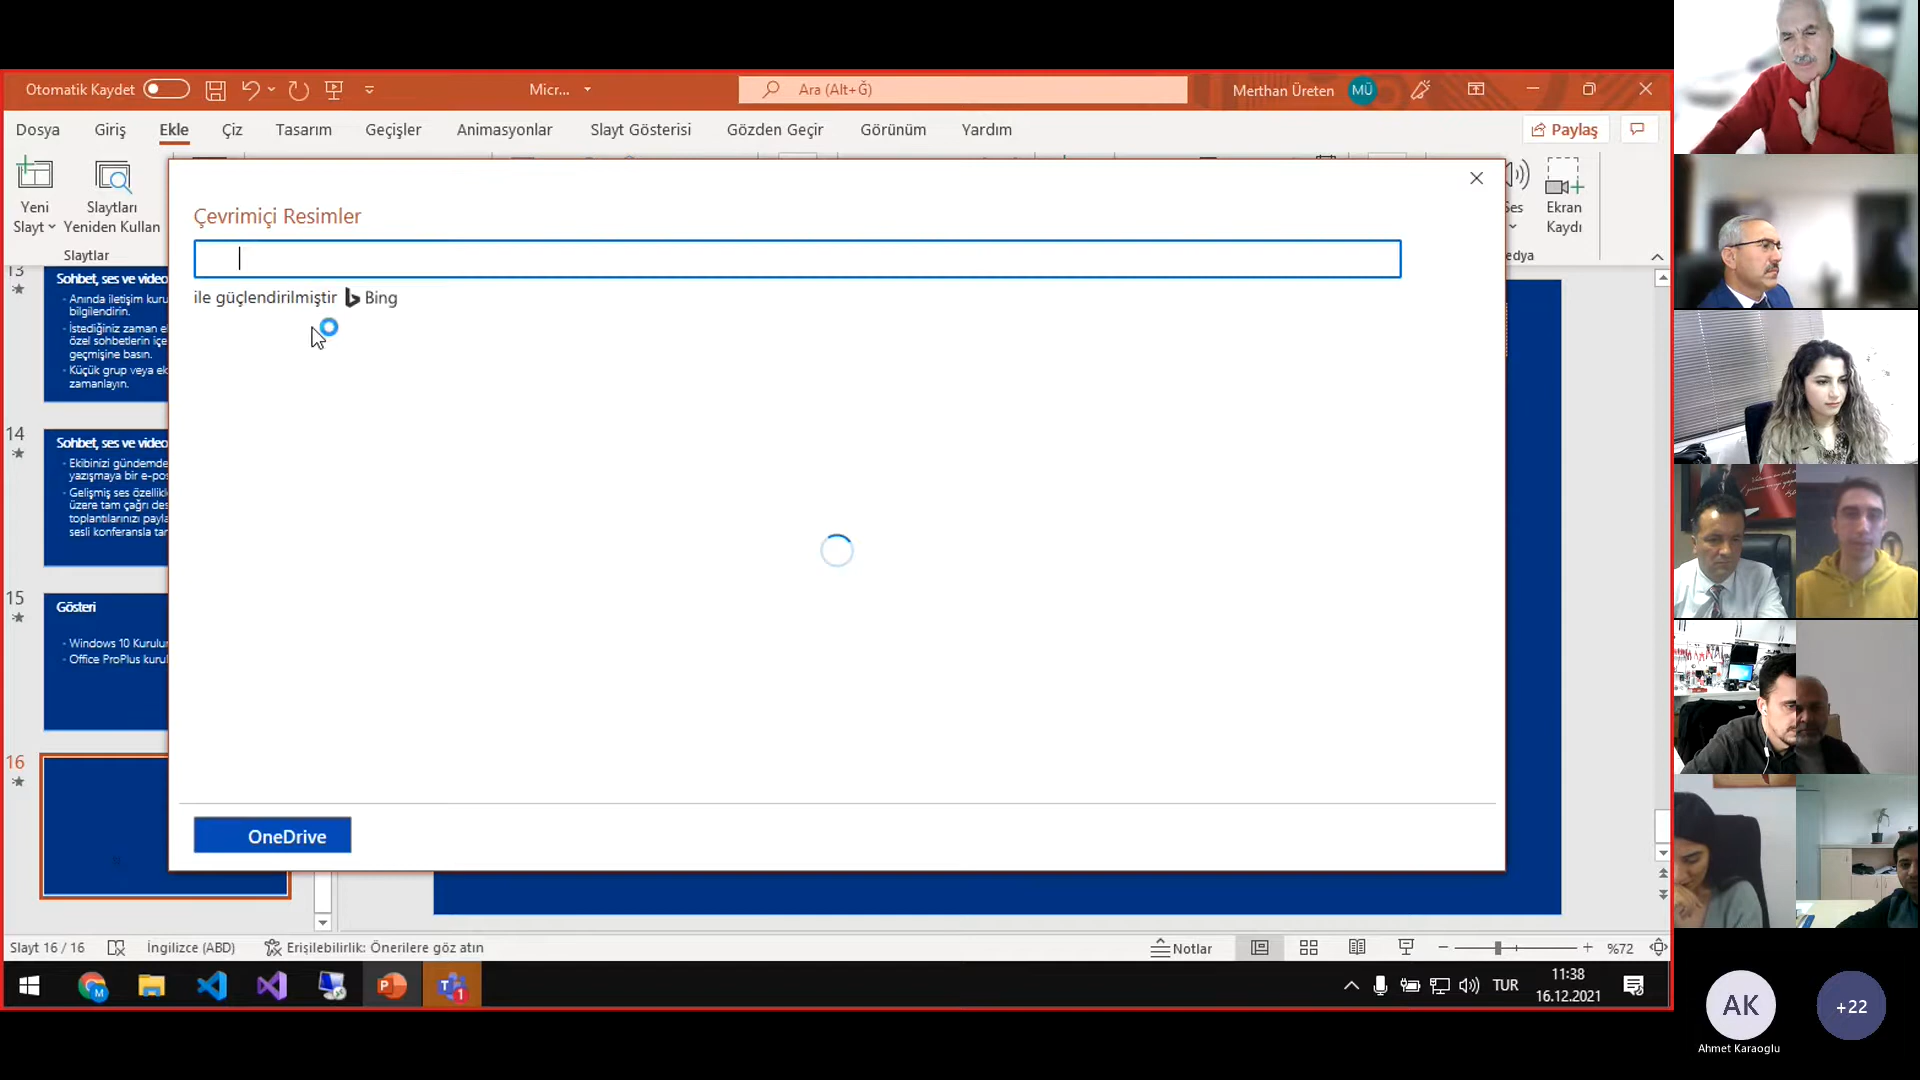 Otomatik Kaydet
Micr...
Ara (Alt+Ğ)
Merthan Üreten
MÜ
Dosya
Giriş
Ekle
Çiz
Tasarım
Geçişler
Animasyonlar
Slayt Gösterisi
Gözden Geçir
Görünüm
Yardım
Paylaş
Yeni
Slayt
Slaytları
Yeniden Kullan
Slaytlar
Ses
Ekran
Kaydı
edya
Çevrimiçi Resimler
ile güçlendirilmiştir Bing
OneDrive
13
Sohbet, ses ve video
- Anında iletişim kuru
bilgilendirin.
- İstediğiniz zaman e
özel sohbetlerin içe
geçmişine basın.
- Küçük grup veya ek
zamanlayın.
14
Sohbet, ses ve video
- Ekibinizi gündemde
yazışmaya bir e-pos
- Gelişmiş ses özellikl
üzere tam çağrı des
toplantılarınızı payla
sesli konferansla tar
15
Gösteri
- Windows 10 Kurulur
- Office ProPlus kurul
16
Slayt 16 / 16
İngilizce (ABD)
Erişilebilirlik: Önerilere göz atın
Notlar
%72
TUR
11:38
16.12.2021
AK
Ahmet Karaoglu
+22